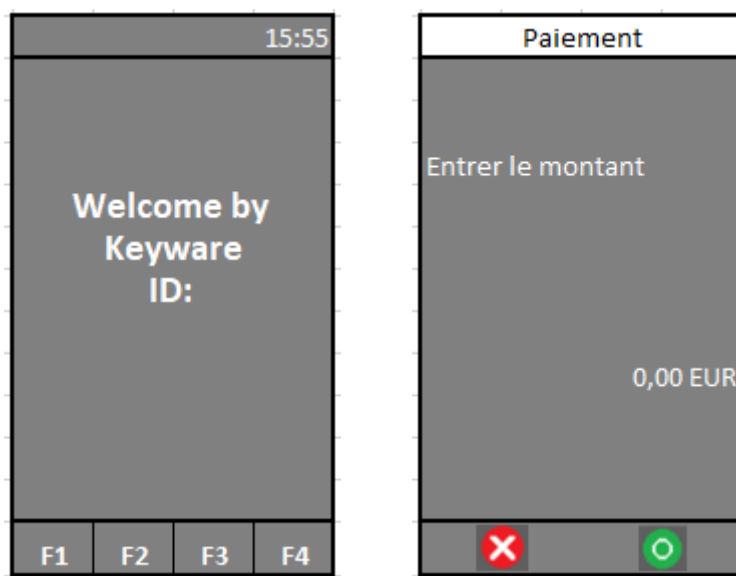 15:55
Welcome by
Keyware
ID:
F1 F2 F3 F4
Paiement
Entrer le montant
0,00 EUR